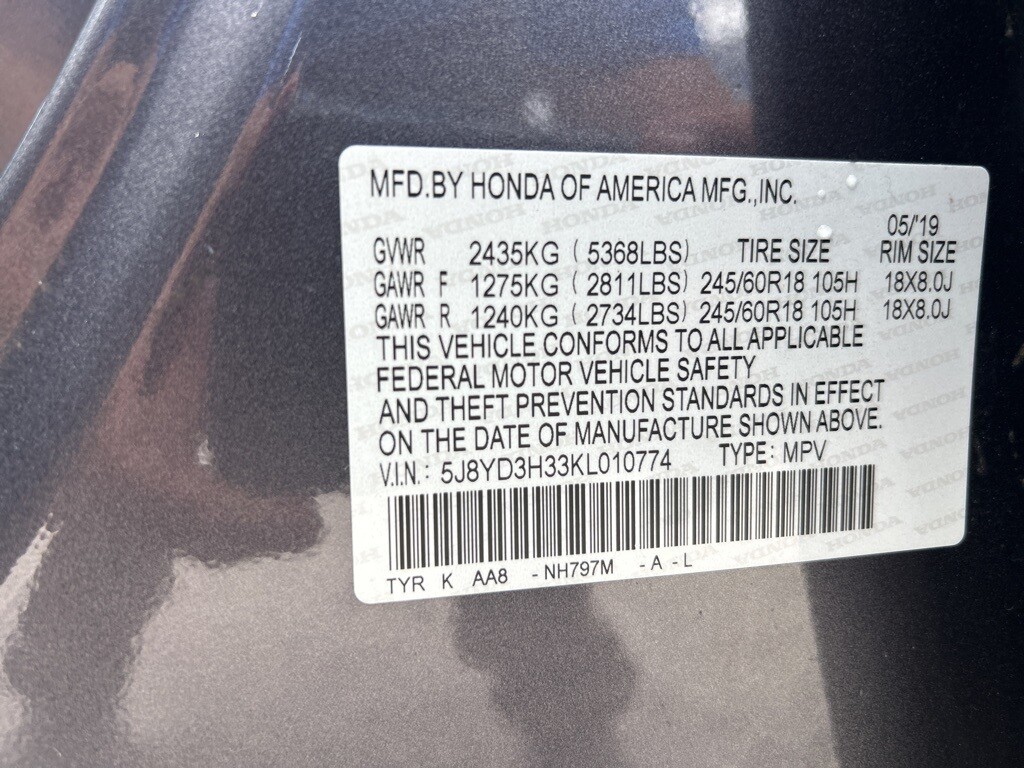 MFD.BY HONDA OF AMERICA MFG.,INC.
05/'19
GVWR 2435KG ( 5368LBS) TIRE SIZE RIM SIZE
GAWR F 1275KG ( 2811LBS) 245/60R18 105H 18X8.0J
GAWR R 1240KG ( 2734LBS) 245/60R18 105H 18X8.0J
THIS VEHICLE CONFORMS TO ALL APPLICABLE
FEDERAL MOTOR VEHICLE SAFETY
AND THEFT PREVENTION STANDARDS IN EFFECT
ON THE DATE OF MANUFACTURE SHOWN ABOVE.
V.I.N.: 5J8YD3H33KL010774 TYPE: MPV
TYR K AA8 -NH797M -A -L